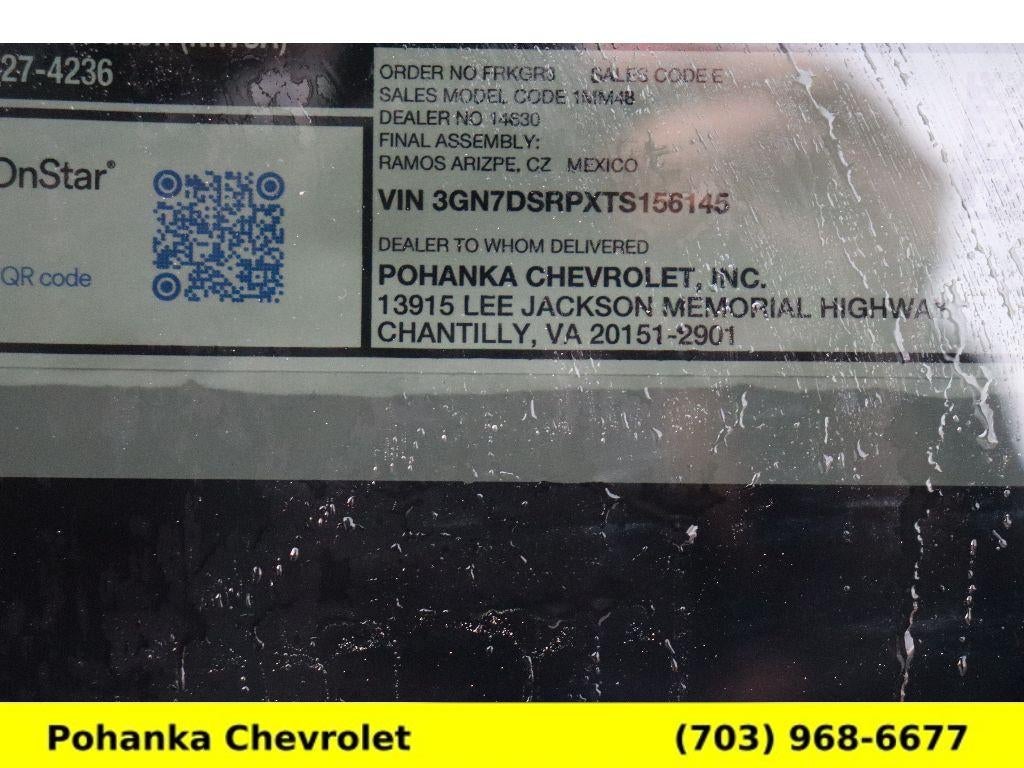 27-4236
OnStar®
QR code
ORDER NO FRKGR3 SALES CODE E
SALES MODEL CODE 1MM48
DEALER NO 14630
FINAL ASSEMBLY:
RAMOS ARIZPE, CZ MEXICO
VIN 3GN7DSRPXTS156145
DEALER TO WHOM DELIVERED
POHANKA CHEVROLET, INC.
13915 LEE JACKSON MEMORIAL HIGHWAY
CHANTILLY, VA 20151-2901
Pohanka Chevrolet (703) 968-6677